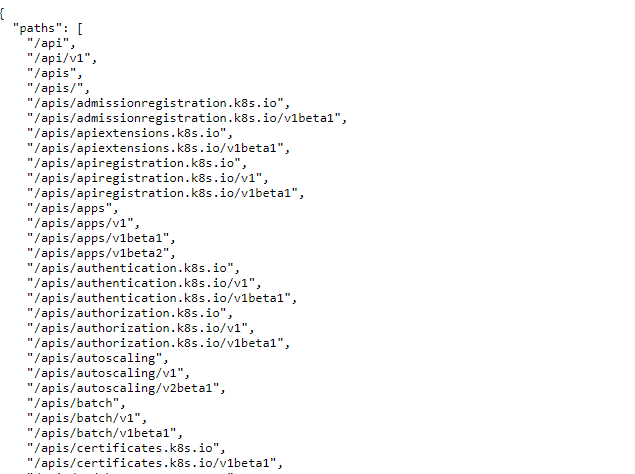 {
"paths": [
"/api",
"/api/v1",
"/apis",
"/apis/",
"/apis/admissionregistration.k8s.io",
"/apis/admissionregistration.k8s.io/v1beta1",
"/apis/apiextensions.k8s.io",
"/apis/apiextensions.k8s.io/v1beta1",
"/apis/apiregistration.k8s.io",
"/apis/apiregistration.k8s.io/v1",
"/apis/apiregistration.k8s.io/v1beta1",
"/apis/apps",
"/apis/apps/v1",
"/apis/apps/v1beta1",
"/apis/apps/v1beta2",
"/apis/authentication.k8s.io",
"/apis/authentication.k8s.io/v1",
"/apis/authentication.k8s.io/v1beta1",
"/apis/authorization.k8s.io",
"/apis/authorization.k8s.io/v1",
"/apis/authorization.k8s.io/v1beta1",
"/apis/autoscaling",
"/apis/autoscaling/v1",
"/apis/autoscaling/v2beta1",
"/apis/batch",
"/apis/batch/v1",
"/apis/batch/v1beta1",
"/apis/certificates.k8s.io",
"/apis/certificates.k8s.io/v1beta1",